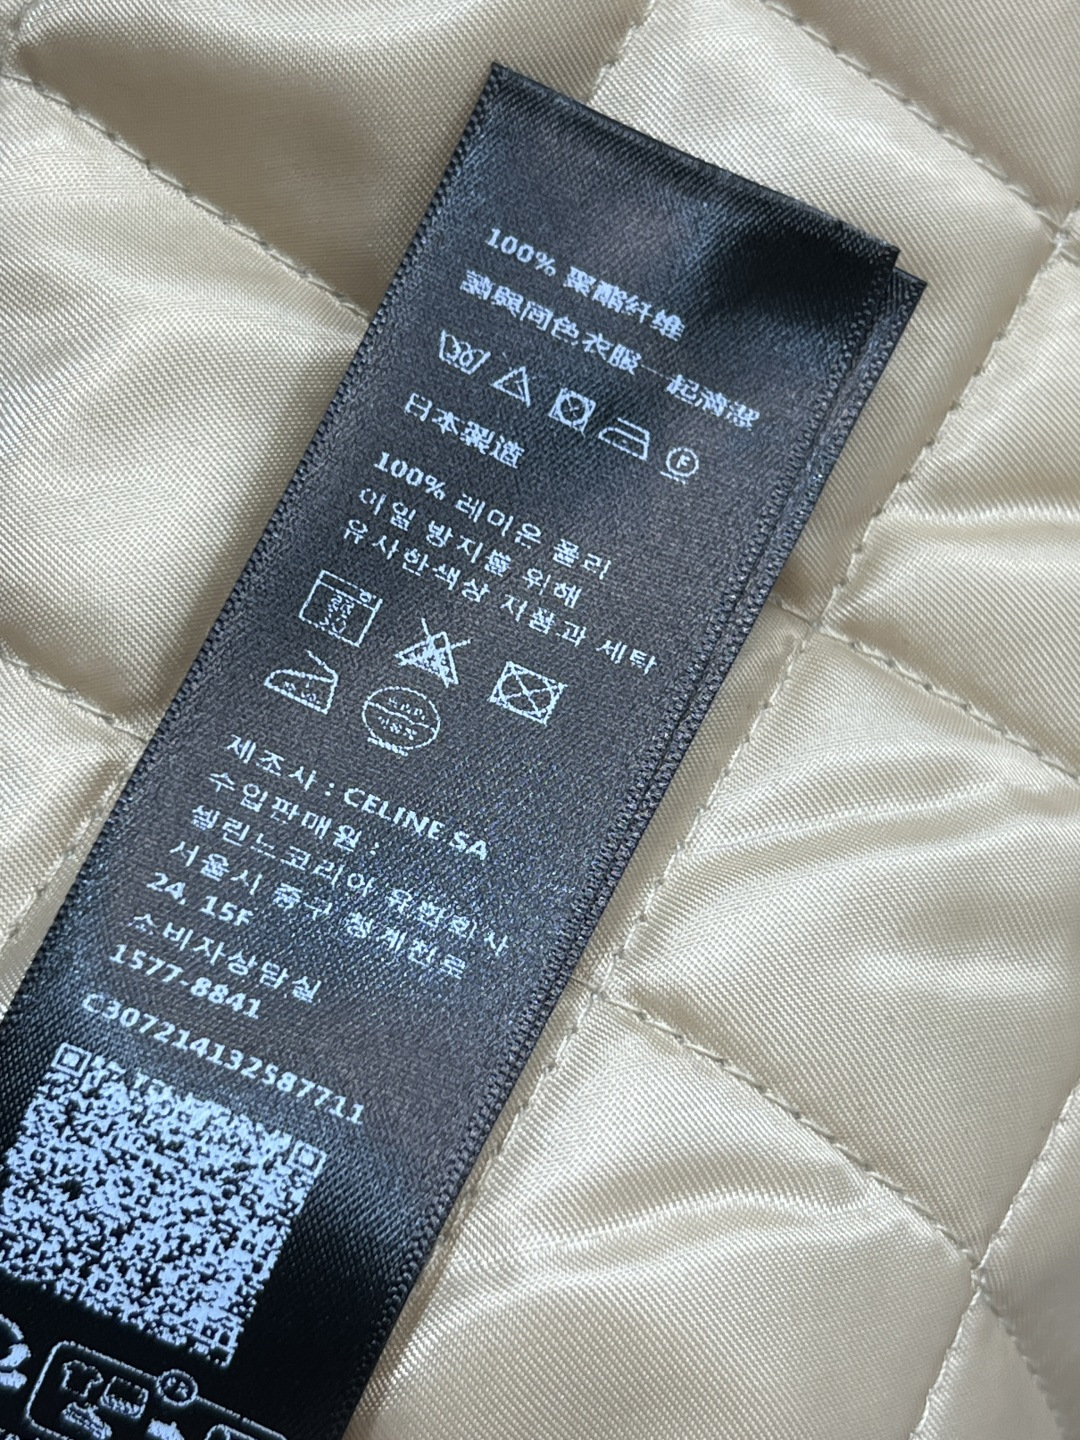 100% 聚酯纤维
請與同色衣服一起清潔
日本製造
100% 레이온 폴리
이염 방지를 위해
유사한색상 제품과 세탁
제조사 : CELINE SA
수입판매원 :
셀린느코리아 유한회사
서울시 중구 청계천로
24, 15F
소비자상담실
1577-8841
C307214132587711